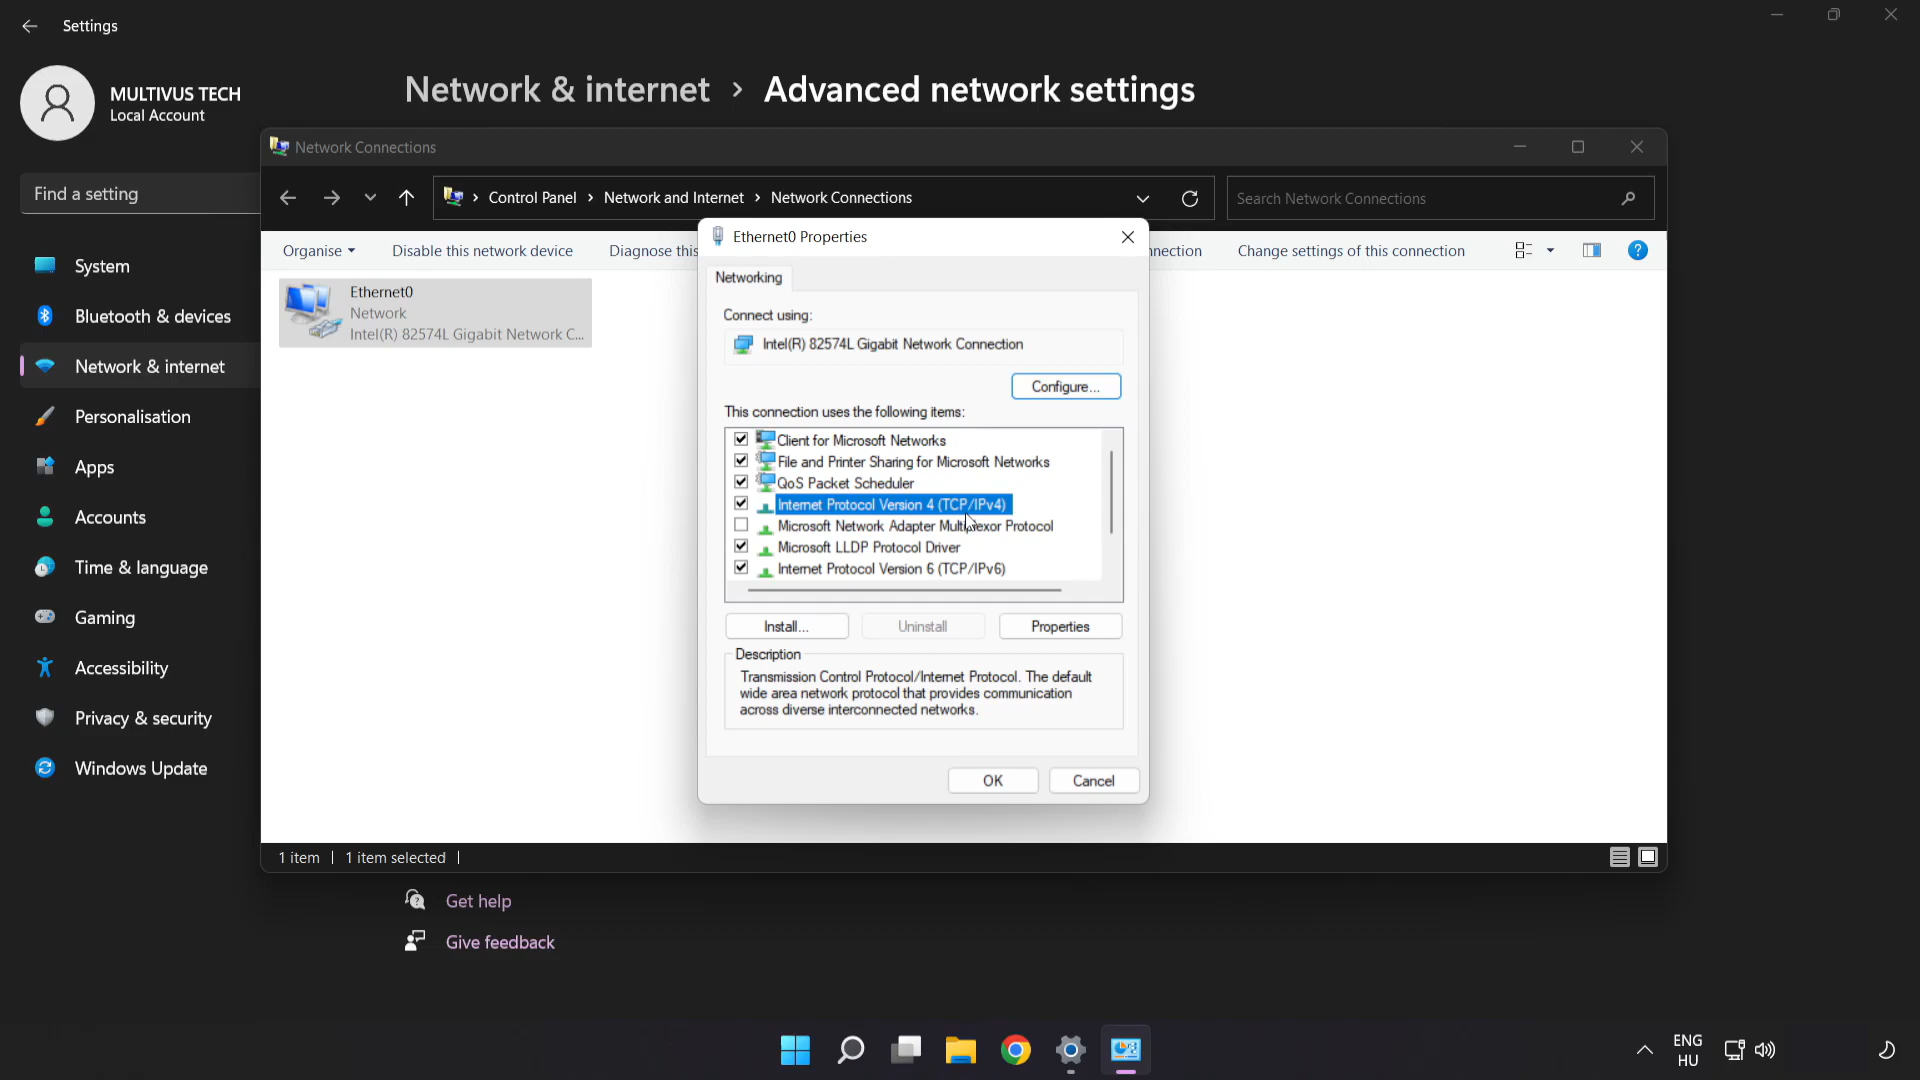 Settings
MULTIVUS TECH
Local Account
Find a setting
System
Bluetooth & devices
Network & internet
Personalisation
Apps
Accounts
Time & language
Gaming
Accessibility
Privacy & security
Windows Update
Network & internet › Advanced network settings
Network Connections
Control Panel › Network and Internet › Network Connections
Search Network Connections
Organise
Disable this network device
Diagnose this
Change settings of this connection
Ethernet0
Network
Intel(R) 82574L Gigabit Network C...
Ethernet0 Properties
Networking
Connect using:
Intel(R) 82574L Gigabit Network Connection
Configure...
This connection uses the following items:
Client for Microsoft Networks
File and Printer Sharing for Microsoft Networks
QoS Packet Scheduler
Internet Protocol Version 4 (TCP/IPv4)
Microsoft Network Adapter Multiplexor Protocol
Microsoft LLDP Protocol Driver
Internet Protocol Version 6 (TCP/IPv6)
Install...
Uninstall
Properties
Description
Transmission Control Protocol/Internet Protocol. The default
wide area network protocol that provides communication
across diverse interconnected networks.
OK
Cancel
1 item
1 item selected
Get help
Give feedback
ENG
HU